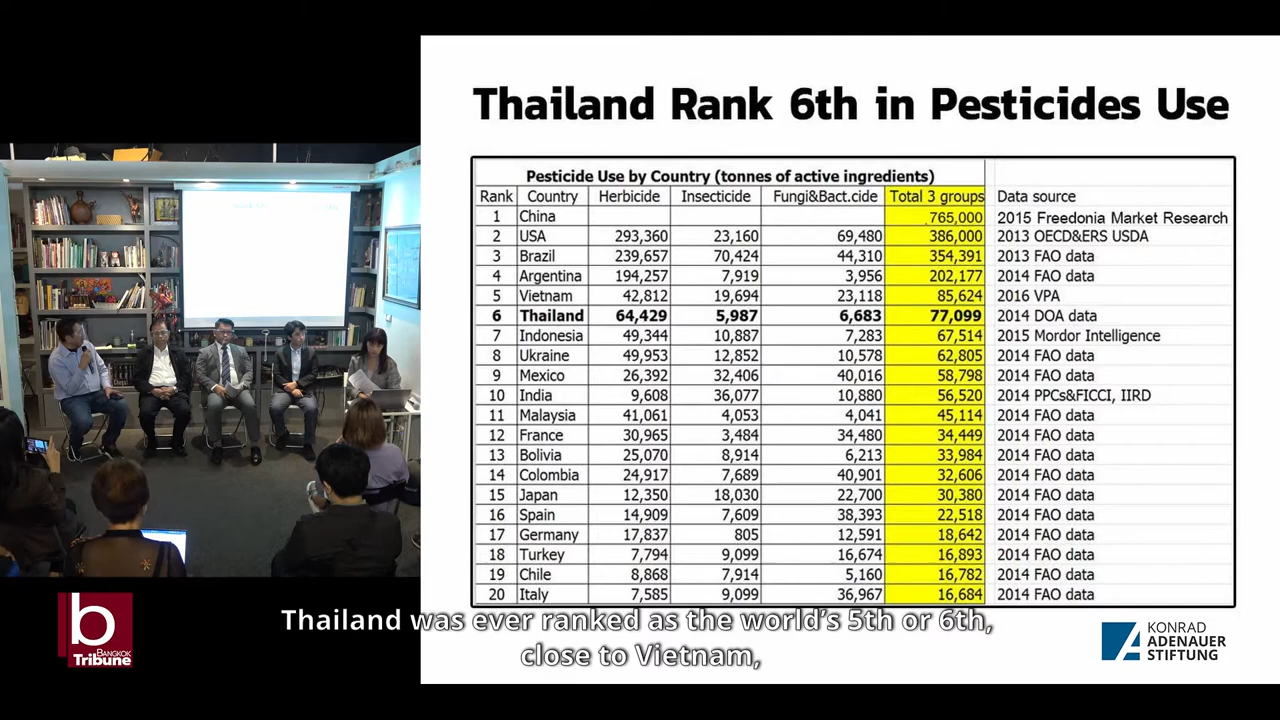 Thailand Rank 6th in Pesticides Use
Pesticide Use by Country (tonnes of active ingredients)
Rank Country Herbicide Insecticide Fungi&Bact.cide Total 3 groups Data source
1 China 765,000 2015 Freedonia Market Research
2 USA 293,360 23,160 69,480 386,000 2013 OECD&ERS USDA
3 Brazil 239,657 70,424 44,310 354,391 2013 FAO data
4 Argentina 194,257 7,919 3,956 202,177 2014 FAO data
5 Vietnam 42,812 19,694 23,118 85,624 2016 VPA
6 Thailand 64,429 5,987 6,683 77,099 2014 DOA data
7 Indonesia 49,344 10,887 7,283 67,514 2015 Mordor Intelligence
8 Ukraine 49,953 12,852 10,578 62,805 2014 FAO data
9 Mexico 26,392 32,406 40,016 58,798 2014 FAO data
10 India 9,608 36,077 10,880 56,520 2014 PPCs&FICCI, IIRD
11 Malaysia 41,061 4,053 4,041 45,114 2014 FAO data
12 France 30,965 3,484 34,480 34,449 2014 FAO data
13 Bolivia 25,070 8,914 6,213 33,984 2014 FAO data
14 Colombia 24,917 7,689 40,901 32,606 2014 FAO data
15 Japan 12,350 18,030 22,700 30,380 2014 FAO data
16 Spain 14,909 7,609 38,393 22,518 2014 FAO data
17 Germany 17,837 805 12,591 18,642 2014 FAO data
18 Turkey 7,794 9,099 16,674 16,893 2014 FAO data
19 Chile 8,868 7,914 5,160 16,782 2014 FAO data
20 Italy 7,585 9,099 36,967 16,684 2014 FAO data
Thailand was ever ranked as the world's 5th or 6th,
close to Vietnam,
b
BANGKOK
Tribune
KONRAD
ADENAUER
STIFTUNG